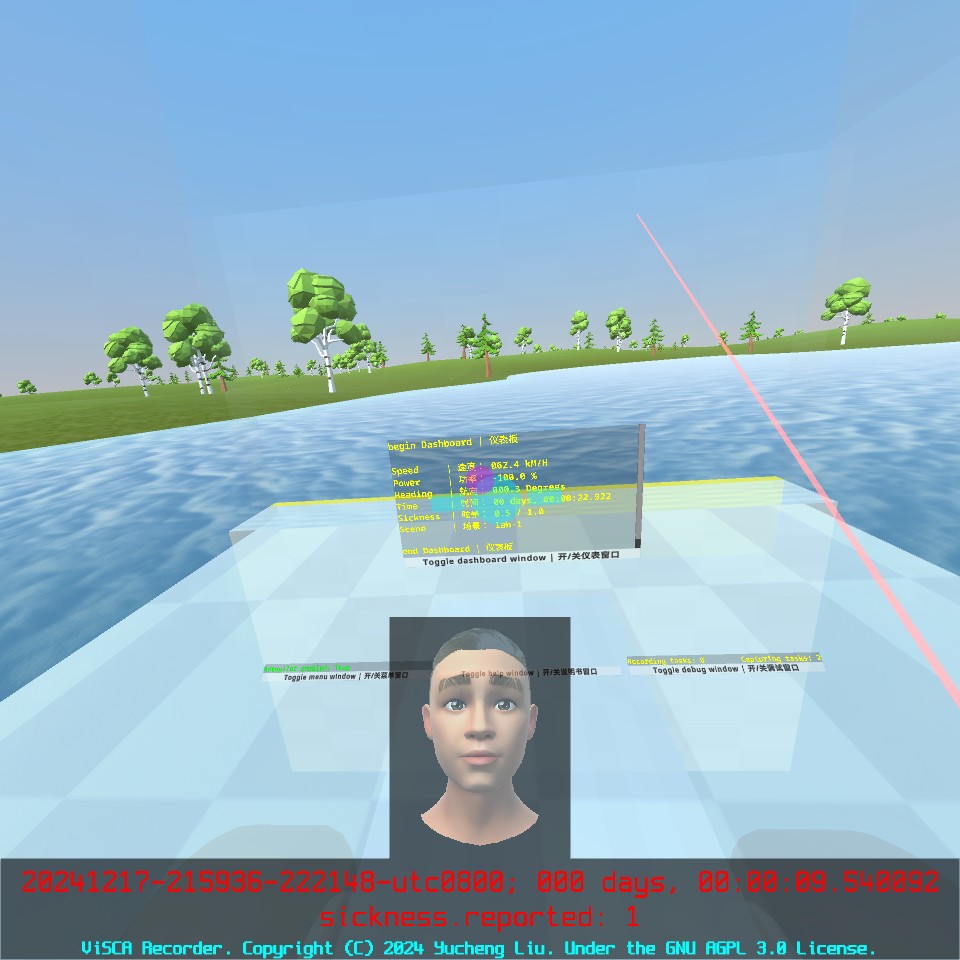 begin Dashboard | 仪表板
Speed | 速度： 062.4 kM/H
Power | 功率： -100.0 %
Heading | 航向： 000.3 Degrees
Time | 时间： 00 days, 00:00:22.922
Sickness | 眩晕： 0.5 / 1.0
Scene | 场景： lab-1
end Dashboard | 仪表板
Toggle dashboard window | 开/关仪表窗口
Toggle menu window | 开/关菜单窗口
Toggle help window | 开/关说明书窗口
Recording tasks: 0 Capturing tasks: 2
Toggle debug window | 开/关调试窗口
20241217-215936-222148-utc0800; 000 days, 00:00:09.540092
sickness.reported: 1
ViSCA Recorder. Copyright (C) 2024 Yucheng Liu. Under the GNU AGPL 3.0 License.